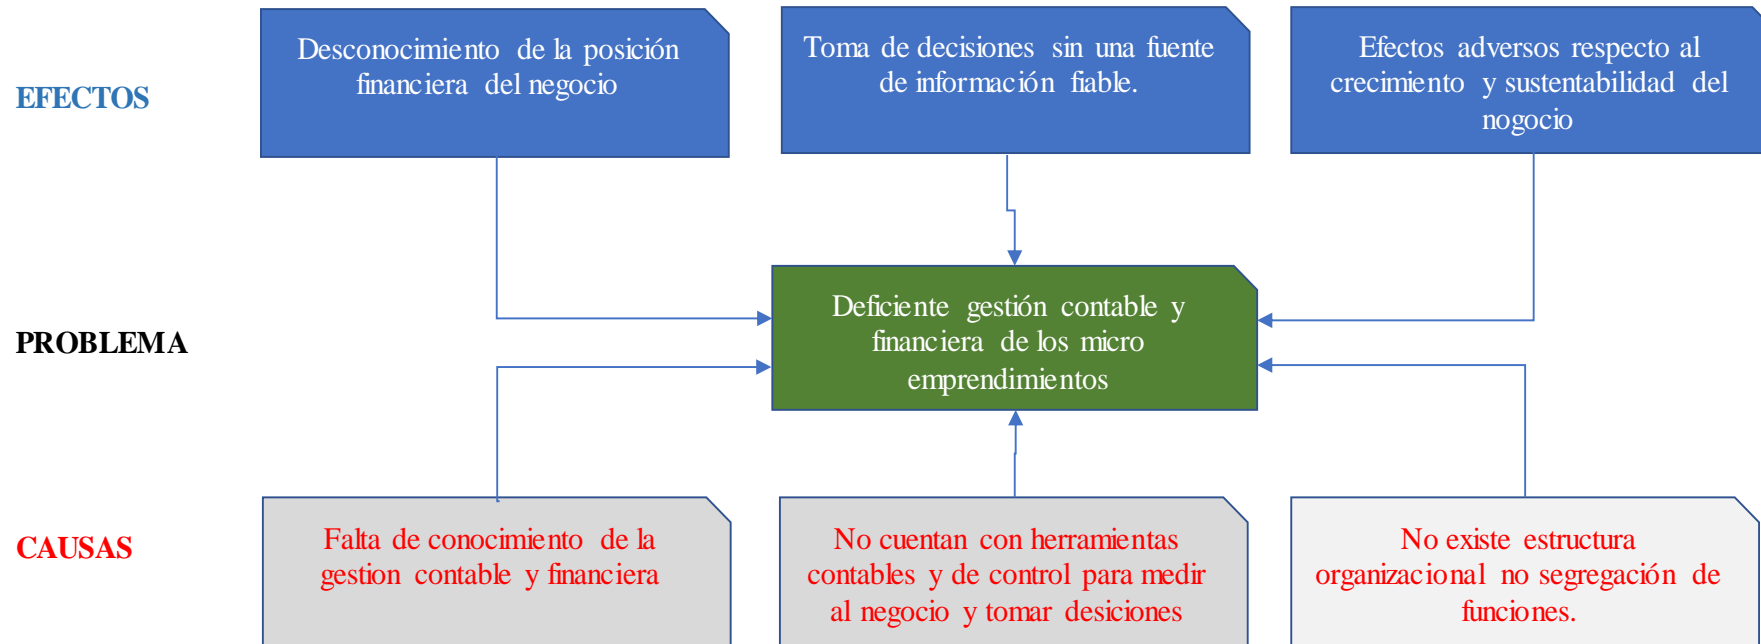 EFECTOS
Desconocimiento de la posición
financiera del negocio
Toma de decisiones sin una fuente
de información fiable.
Efectos adversos respecto al
crecimiento y sustentabilidad del
nogocio
PROBLEMA
Deficiente gestión contable y
financiera de los micro
emprendimientos
CAUSAS
Falta de conocimiento de la
gestion contable y financiera
No cuentan con herramientas
contables y de control para medir
al negocio y tomar desiciones
No existe estructura
organizacional no segregación de
funciones.